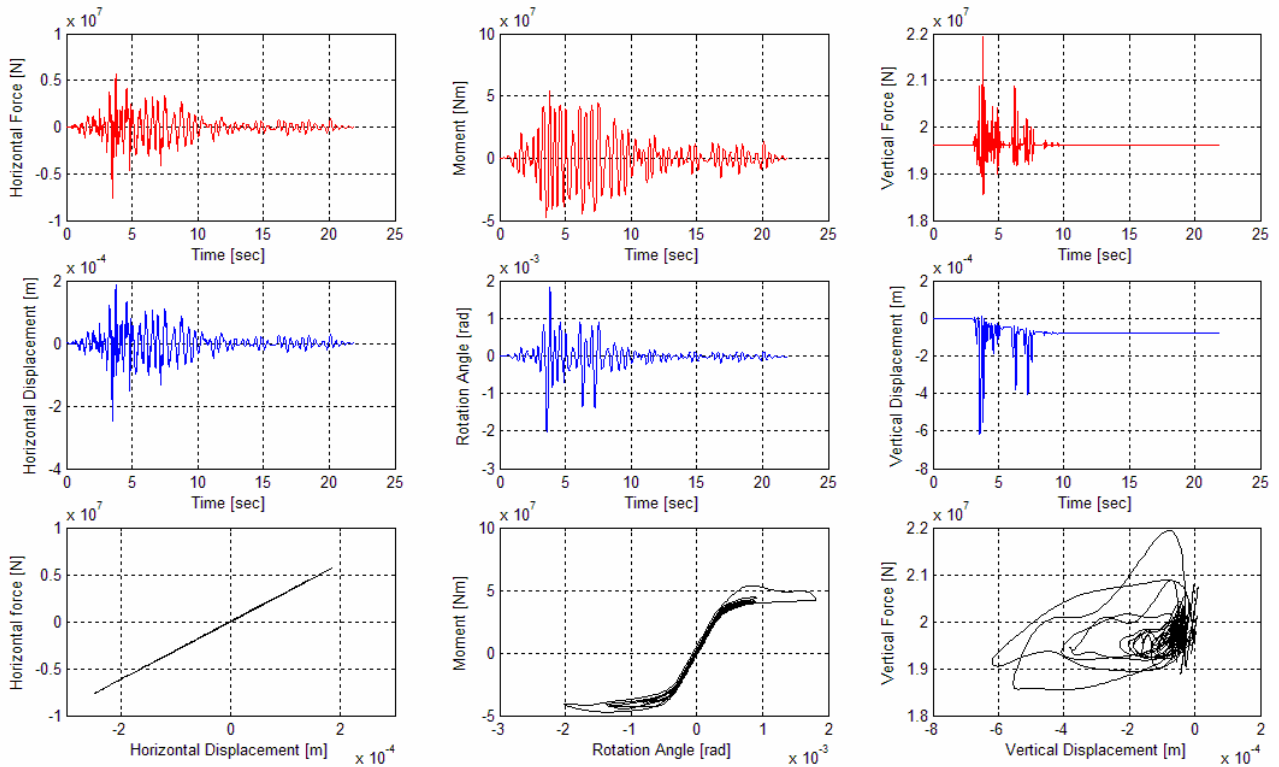 x 10^7
1
0.5
0
-0.5
-1
0 5 10 15 20 25
Horizontal Force [N]
Time [sec]
x 10^7
10
5
0
-5
0 5 10 15 20 25
Moment [Nm]
Time [sec]
x 10^7
2.2
2.1
2
1.9
1.8
0 5 10 15 20 25
Vertical Force [N]
Time [sec]
x 10^-4
2
0
-2
-4
0 5 10 15 20 25
Horizontal Displacement [m]
Time [sec]
x 10^-3
2
1
0
-1
-2
-3
0 5 10 15 20 25
Rotation Angle [rad]
Time [sec]
x 10^-4
2
0
-2
-4
-6
-8
0 5 10 15 20 25
Vertical Displacement [m]
Time [sec]
x 10^7
1
0.5
0
-0.5
-1
-2 0 2
Horizontal force [N]
Horizontal Displacement [m]
x 10^-4
x 10^7
10
5
0
-5
-3 -2 -1 0 1 2
Moment [Nm]
Rotation Angle [rad]
x 10^-3
x 10^7
2.2
2.1
2
1.9
1.8
-8 -6 -4 -2 0 2
Vertical Force [N]
Vertical Displacement [m]
x 10^-4